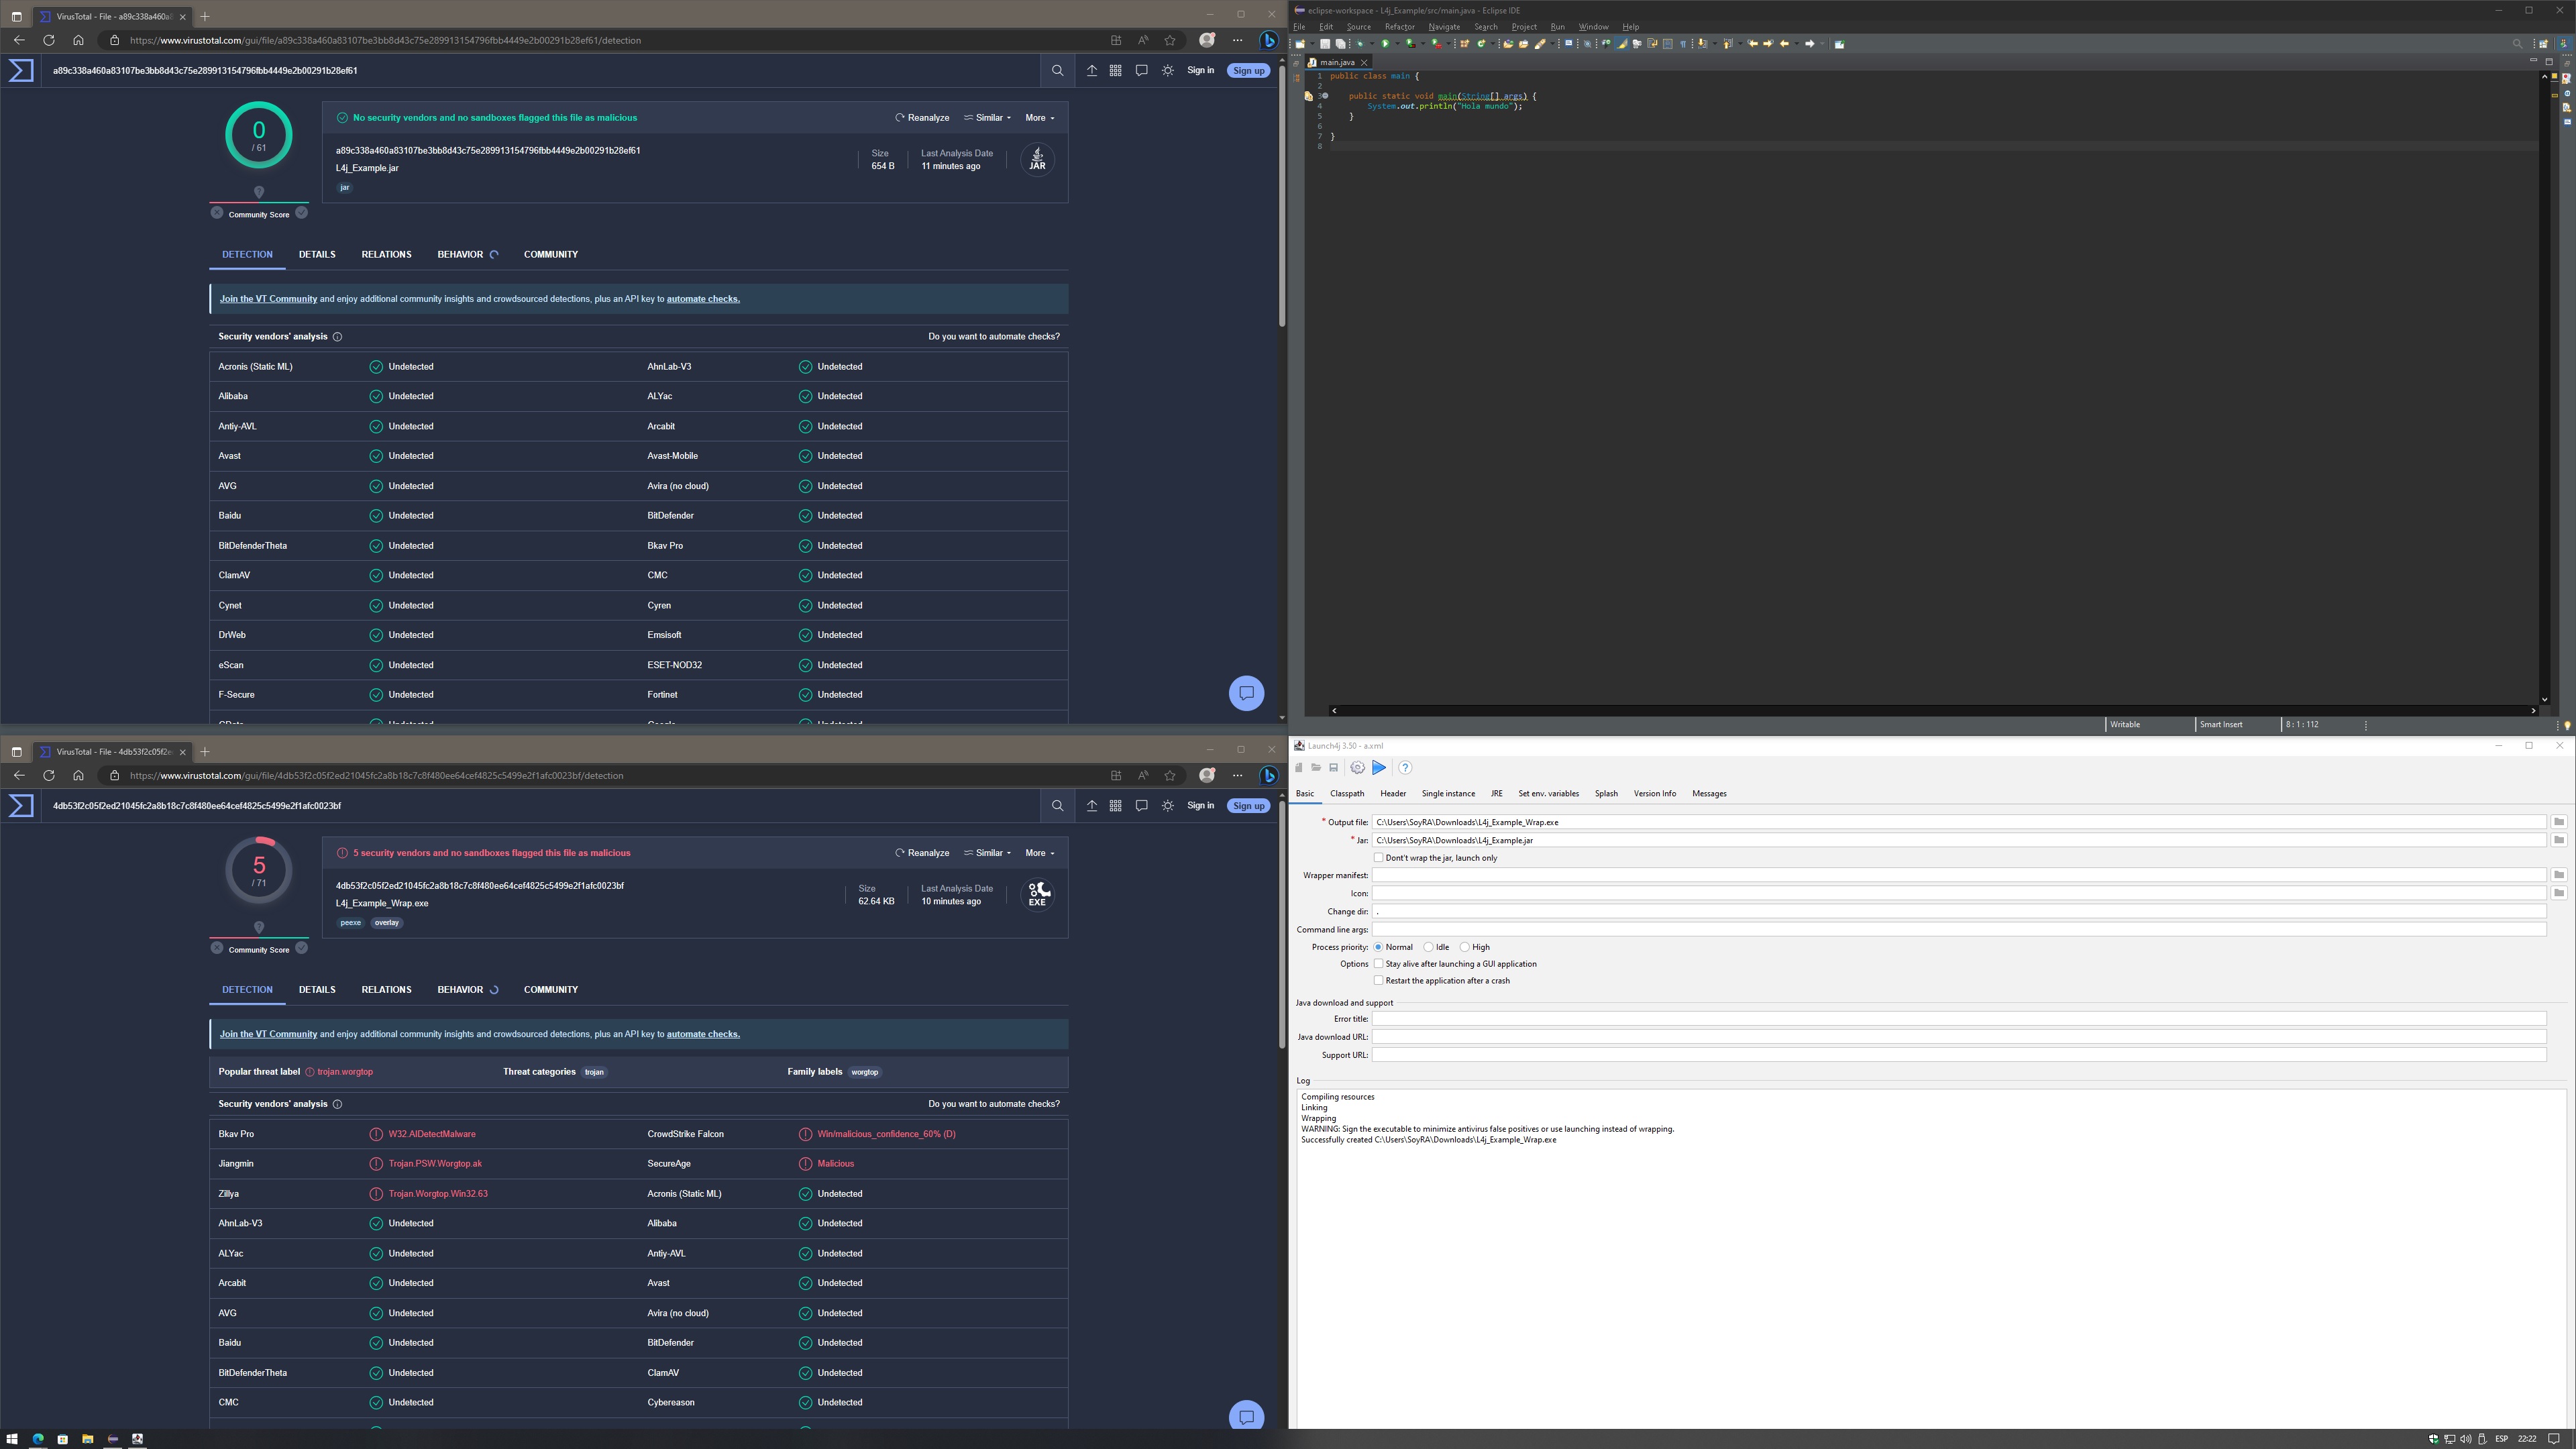 VirusTotal - File - a89c338a460a8
https://www.virustotal.com/gui/file/a89c338a460a83107be3bb8d43c75e289913154796fbb4449e2b00291b28ef61/detection
a89c338a460a83107be3bb8d43c75e289913154796fbb4449e2b00291b28ef61
Sign in
Sign up
0
/ 61
Community Score
No security vendors and no sandboxes flagged this file as malicious
Reanalyze
Similar
More
a89c338a460a83107be3bb8d43c75e289913154796fbb4449e2b00291b28ef61
L4j_Example.jar
jar
Size
654 B
Last Analysis Date
11 minutes ago
JAR
DETECTION
DETAILS
RELATIONS
BEHAVIOR
COMMUNITY
Join the VT Community and enjoy additional community insights and crowdsourced detections, plus an API key to automate checks.
Security vendors' analysis
Do you want to automate checks?
Acronis (Static ML) Undetected AhnLab-V3 Undetected
Alibaba Undetected ALYac Undetected
Antiy-AVL Undetected Arcabit Undetected
Avast Undetected Avast-Mobile Undetected
AVG Undetected Avira (no cloud) Undetected
Baidu Undetected BitDefender Undetected
BitDefenderTheta Undetected Bkav Pro Undetected
ClamAV Undetected CMC Undetected
Cynet Undetected Cyren Undetected
DrWeb Undetected Emsisoft Undetected
eScan Undetected ESET-NOD32 Undetected
F-Secure Undetected Fortinet Undetected
eclipse-workspace - L4j_Example/src/main.java - Eclipse IDE
File Edit Source Refactor Navigate Search Project Run Window Help
main.java
1 public class main {
2
3 public static void main(String[] args) {
4 System.out.println("Hola mundo");
5 }
6
7 }
8
Writable
Smart Insert
8 : 1 : 112
VirusTotal - File - 4db53f2c05f2e
https://www.virustotal.com/gui/file/4db53f2c05f2ed21045fc2a8b18c7c8f480ee64cef4825c5499e2f1afc0023bf/detection
4db53f2c05f2ed21045fc2a8b18c7c8f480ee64cef4825c5499e2f1afc0023bf
Sign in
Sign up
5
/ 71
Community Score
5 security vendors and no sandboxes flagged this file as malicious
Reanalyze
Similar
More
4db53f2c05f2ed21045fc2a8b18c7c8f480ee64cef4825c5499e2f1afc0023bf
L4j_Example_Wrap.exe
peexe
overlay
Size
62.64 KB
Last Analysis Date
10 minutes ago
EXE
DETECTION
DETAILS
RELATIONS
BEHAVIOR
COMMUNITY
Join the VT Community and enjoy additional community insights and crowdsourced detections, plus an API key to automate checks.
Popular threat label trojan.worgtop
Threat categories trojan
Family labels worgtop
Security vendors' analysis
Do you want to automate checks?
Bkav Pro W32.AIDetectMalware CrowdStrike Falcon Win/malicious_confidence_60% (D)
Jiangmin Trojan.PSW.Worgtop.ak SecureAge Malicious
Zillya Trojan.Worgtop.Win32.63 Acronis (Static ML) Undetected
AhnLab-V3 Undetected Alibaba Undetected
ALYac Undetected Antiy-AVL Undetected
Arcabit Undetected Avast Undetected
AVG Undetected Avira (no cloud) Undetected
Baidu Undetected BitDefender Undetected
BitDefenderTheta Undetected ClamAV Undetected
CMC Undetected Cybereason Undetected
Launch4j 3.50 - a.xml
Basic Classpath Header Single instance JRE Set env. variables Splash Version Info Messages
* Output file: C:\Users\SoyRA\Downloads\L4j_Example_Wrap.exe
* Jar: C:\Users\SoyRA\Downloads\L4j_Example.jar
Dont't wrap the jar, launch only
Wrapper manifest:
Icon:
Change dir: .
Command line args:
Process priority: Normal Idle High
Options Stay alive after launching a GUI application
Restart the application after a crash
Java download and support
Error title:
Java download URL:
Support URL:
Log
Compiling resources
Linking
Wrapping
WARNING: Sign the executable to minimize antivirus false positives or use launching instead of wrapping.
Successfully created C:\Users\SoyRA\Downloads\L4j_Example_Wrap.exe
ESP
22:22